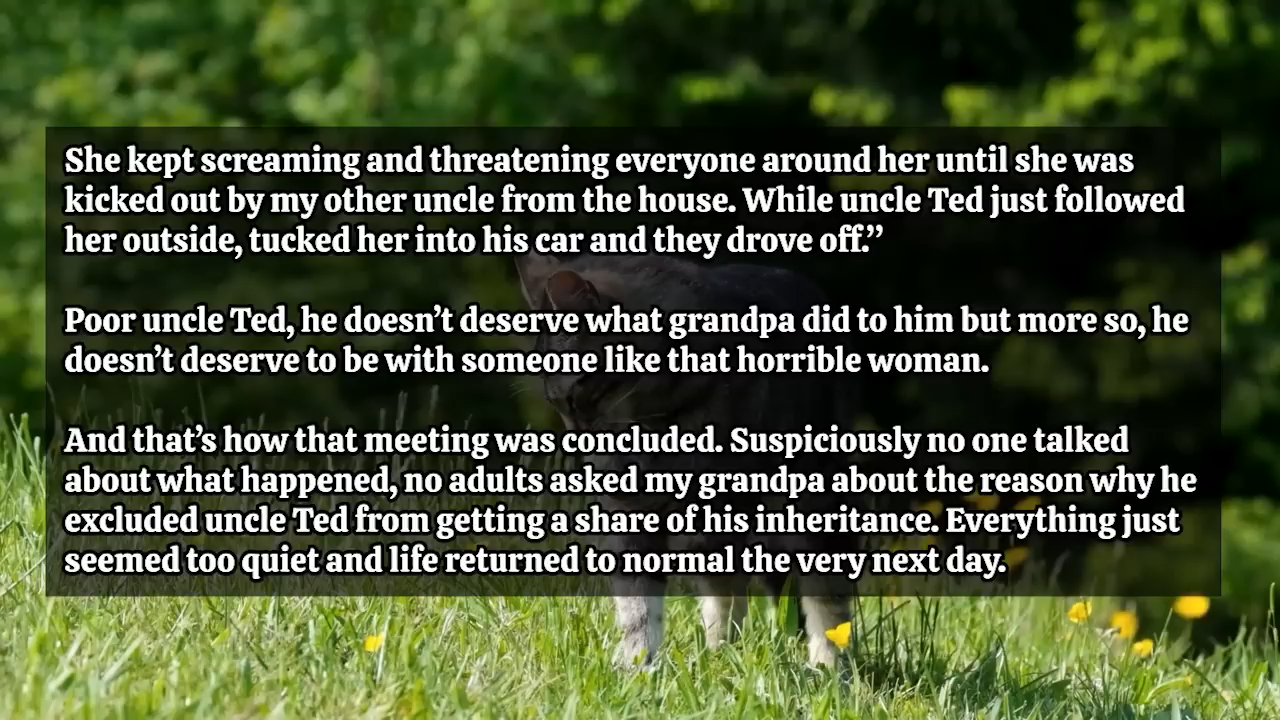 She kept screaming and threatening everyone around her until she was
kicked out by my other uncle from the house. While uncle Ted just followed
her outside, tucked her into his car and they drove off.”
Poor uncle Ted, he doesn’t deserve what grandpa did to him but more so, he
doesn’t deserve to be with someone like that horrible woman.
And that’s how that meeting was concluded. Suspiciously no one talked
about what happened, no adults asked my grandpa about the reason why he
excluded uncle Ted from getting a share of his inheritance. Everything just
seemed too quiet and life returned to normal the very next day.